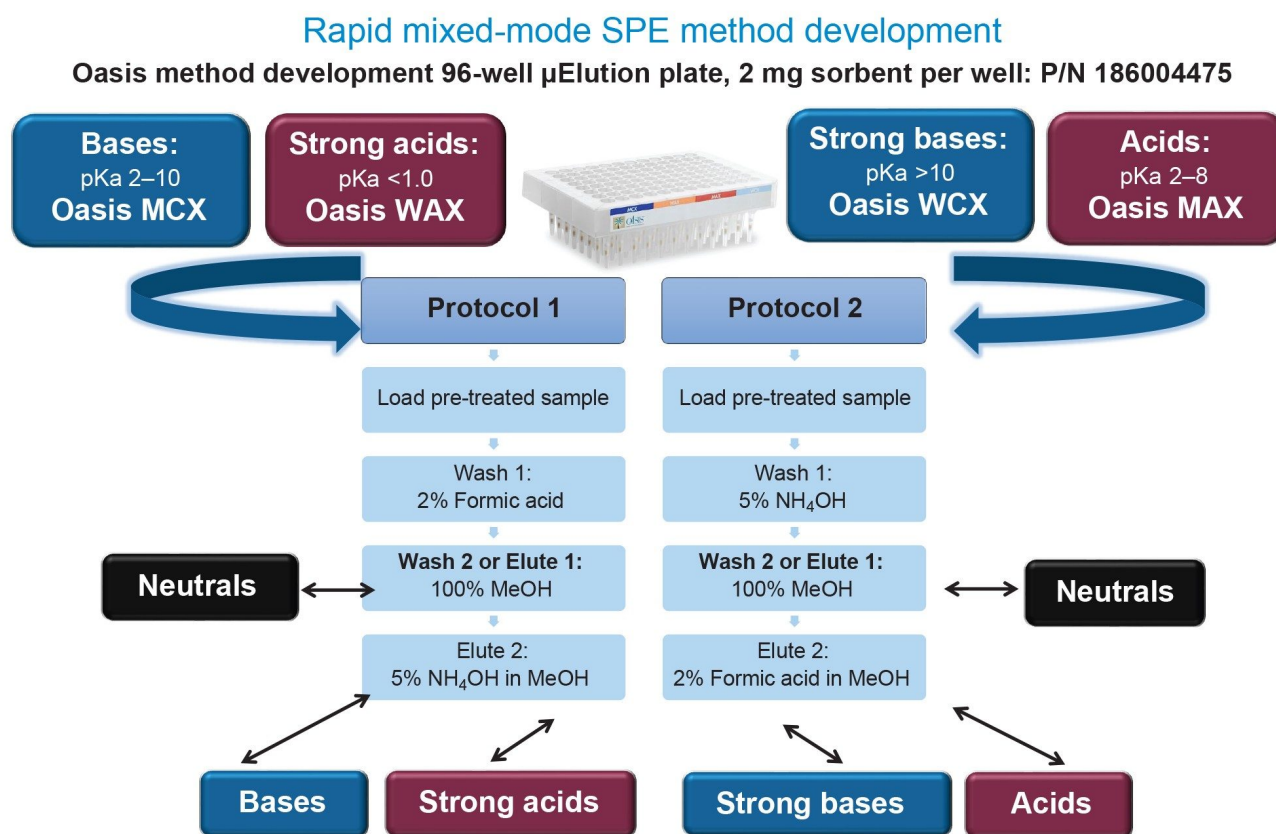 Rapid mixed-mode SPE method development
Oasis method development 96-well µElution plate, 2 mg sorbent per well: P/N 186004475
Bases:
pKa 2–10
Oasis MCX
Strong acids:
pKa <1.0
Oasis WAX
MCX
MAX
Oasis
Strong bases:
pKa >10
Oasis WCX
Acids:
pKa 2–8
Oasis MAX
Protocol 1
Load pre-treated sample
Wash 1:
2% Formic acid
Wash 2 or Elute 1:
100% MeOH
Elute 2:
5% NH₄OH in MeOH
Protocol 2
Load pre-treated sample
Wash 1:
5% NH₄OH
Wash 2 or Elute 1:
100% MeOH
Elute 2:
2% Formic acid in MeOH
Neutrals
Neutrals
Bases
Strong acids
Strong bases
Acids